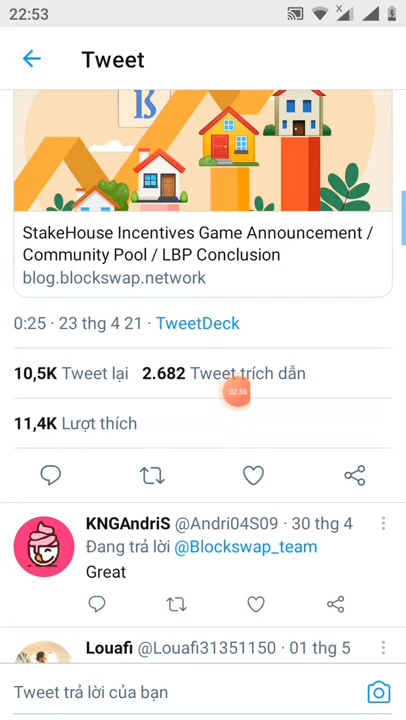 22:53
Tweet
StakeHouse Incentives Game Announcement /
Community Pool / LBP Conclusion
blog.blockswap.network
0:25 · 23 thg 4 21 · TweetDeck
10,5K Tweet lại 2.682 Tweet trích dẫn
02:58
11,4K Lượt thích
KNGAndriS @Andri04S09 · 30 thg 4
Đang trả lời @Blockswap_team
Great
Louafi @Louafi31351150 · 01 thg 5
Tweet trả lời của bạn